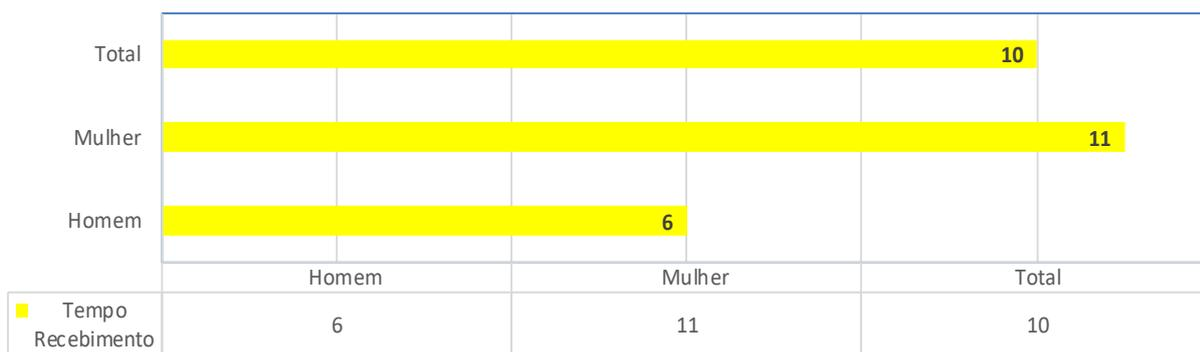 Total 10
Mulher 11
Homem 6
Homem Mulher Total
Tempo
Recebimento 6 11 10